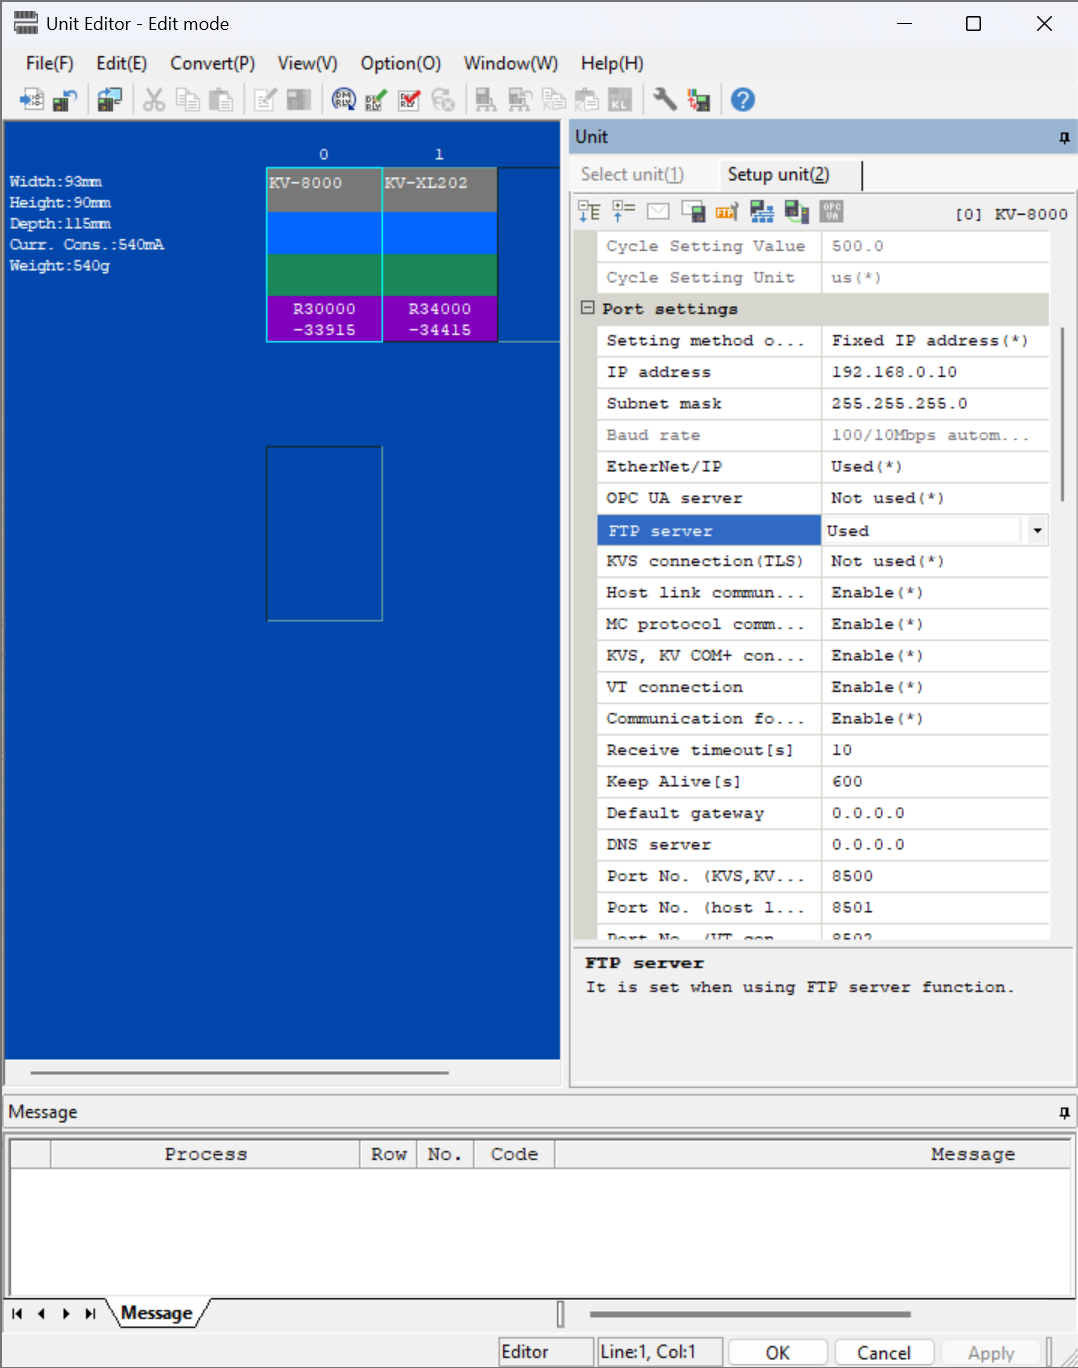 Unit Editor - Edit mode
File(F) Edit(E) Convert(P) View(V) Option(O) Window(W) Help(H)
0 1
KV-8000 KV-XL202
Width:93mm
Height:90mm
Depth:115mm
Curr. Cons.:540mA
Weight:540g
R30000 R34000
-33915 -34415
Unit
Select unit(1) Setup unit(2)
[0] KV-8000
Cycle Setting Value 500.0
Cycle Setting Unit us(*)
Port settings
Setting method o... Fixed IP address(*)
IP address 192.168.0.10
Subnet mask 255.255.255.0
Baud rate 100/10Mbps autom...
EtherNet/IP Used(*)
OPC UA server Not used(*)
FTP server Used
KVS connection(TLS) Not used(*)
Host link commun... Enable(*)
MC protocol comm... Enable(*)
KVS, KV COM+ con... Enable(*)
VT connection Enable(*)
Communication fo... Enable(*)
Receive timeout[s] 10
Keep Alive[s] 600
Default gateway 0.0.0.0
DNS server 0.0.0.0
Port No. (KVS,KV... 8500
Port No. (host l... 8501
Port No. (VT con 8502
FTP server
It is set when using FTP server function.
Message
Process Row No. Code Message
Message
Editor Line:1, Col:1 OK Cancel Apply